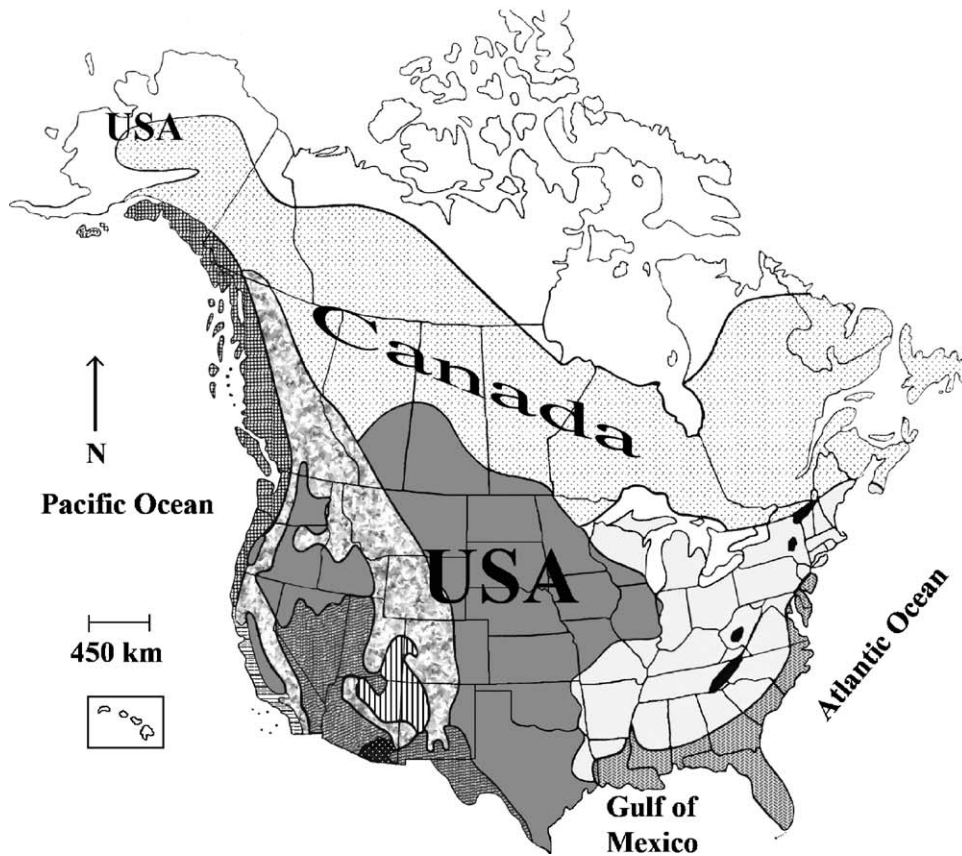 USA
Canada
N
Pacific Ocean
USA
450 km
Atlantic Ocean
Gulf of
Mexico